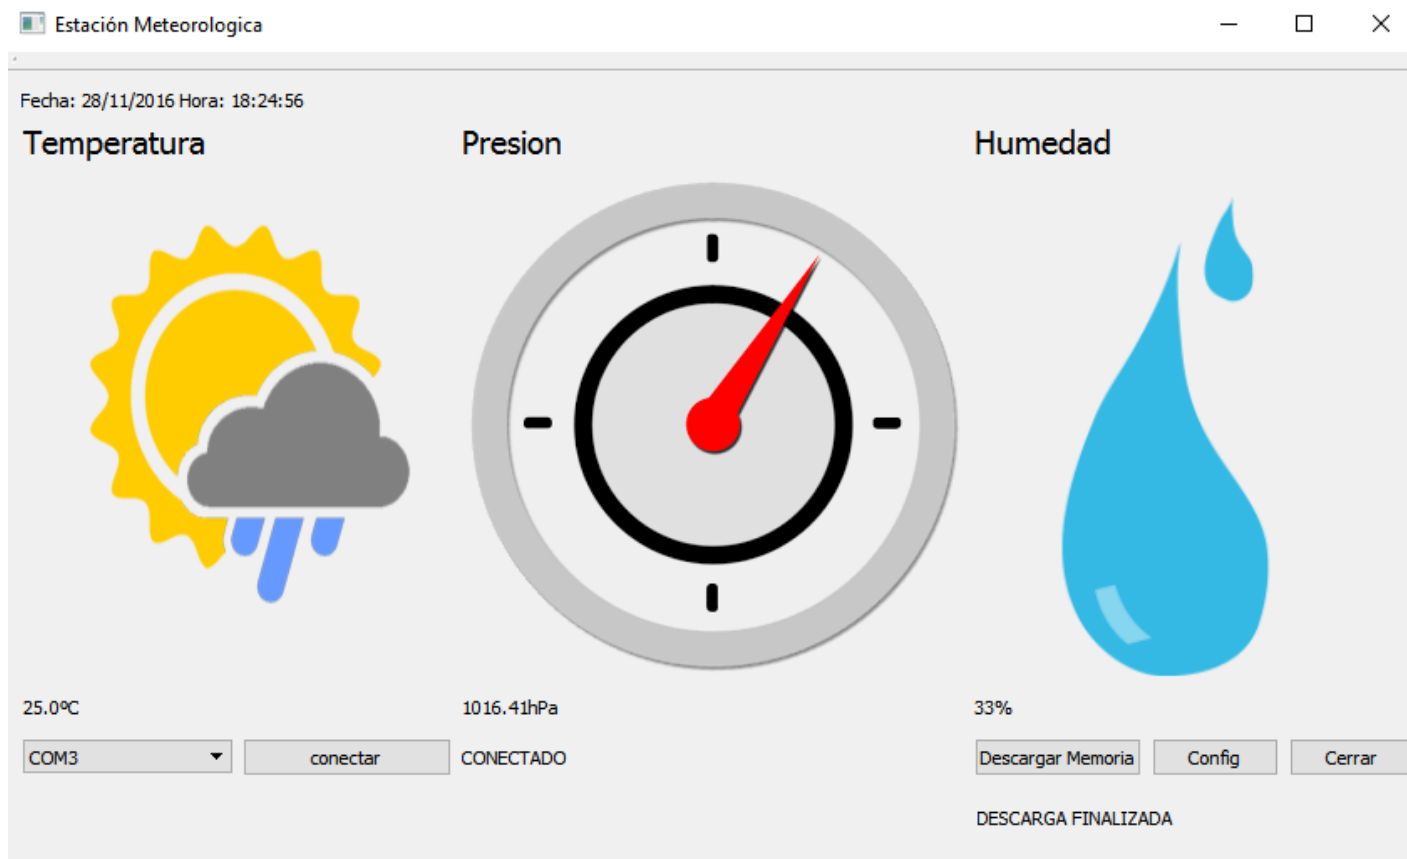 Estación Meteorologica
Fecha: 28/11/2016 Hora: 18:24:56
Temperatura Presion Humedad
25.0ºC 1016.41hPa 33%
COM3 conectar CONECTADO Descargar Memoria Config Cerrar
DESCARGA FINALIZADA